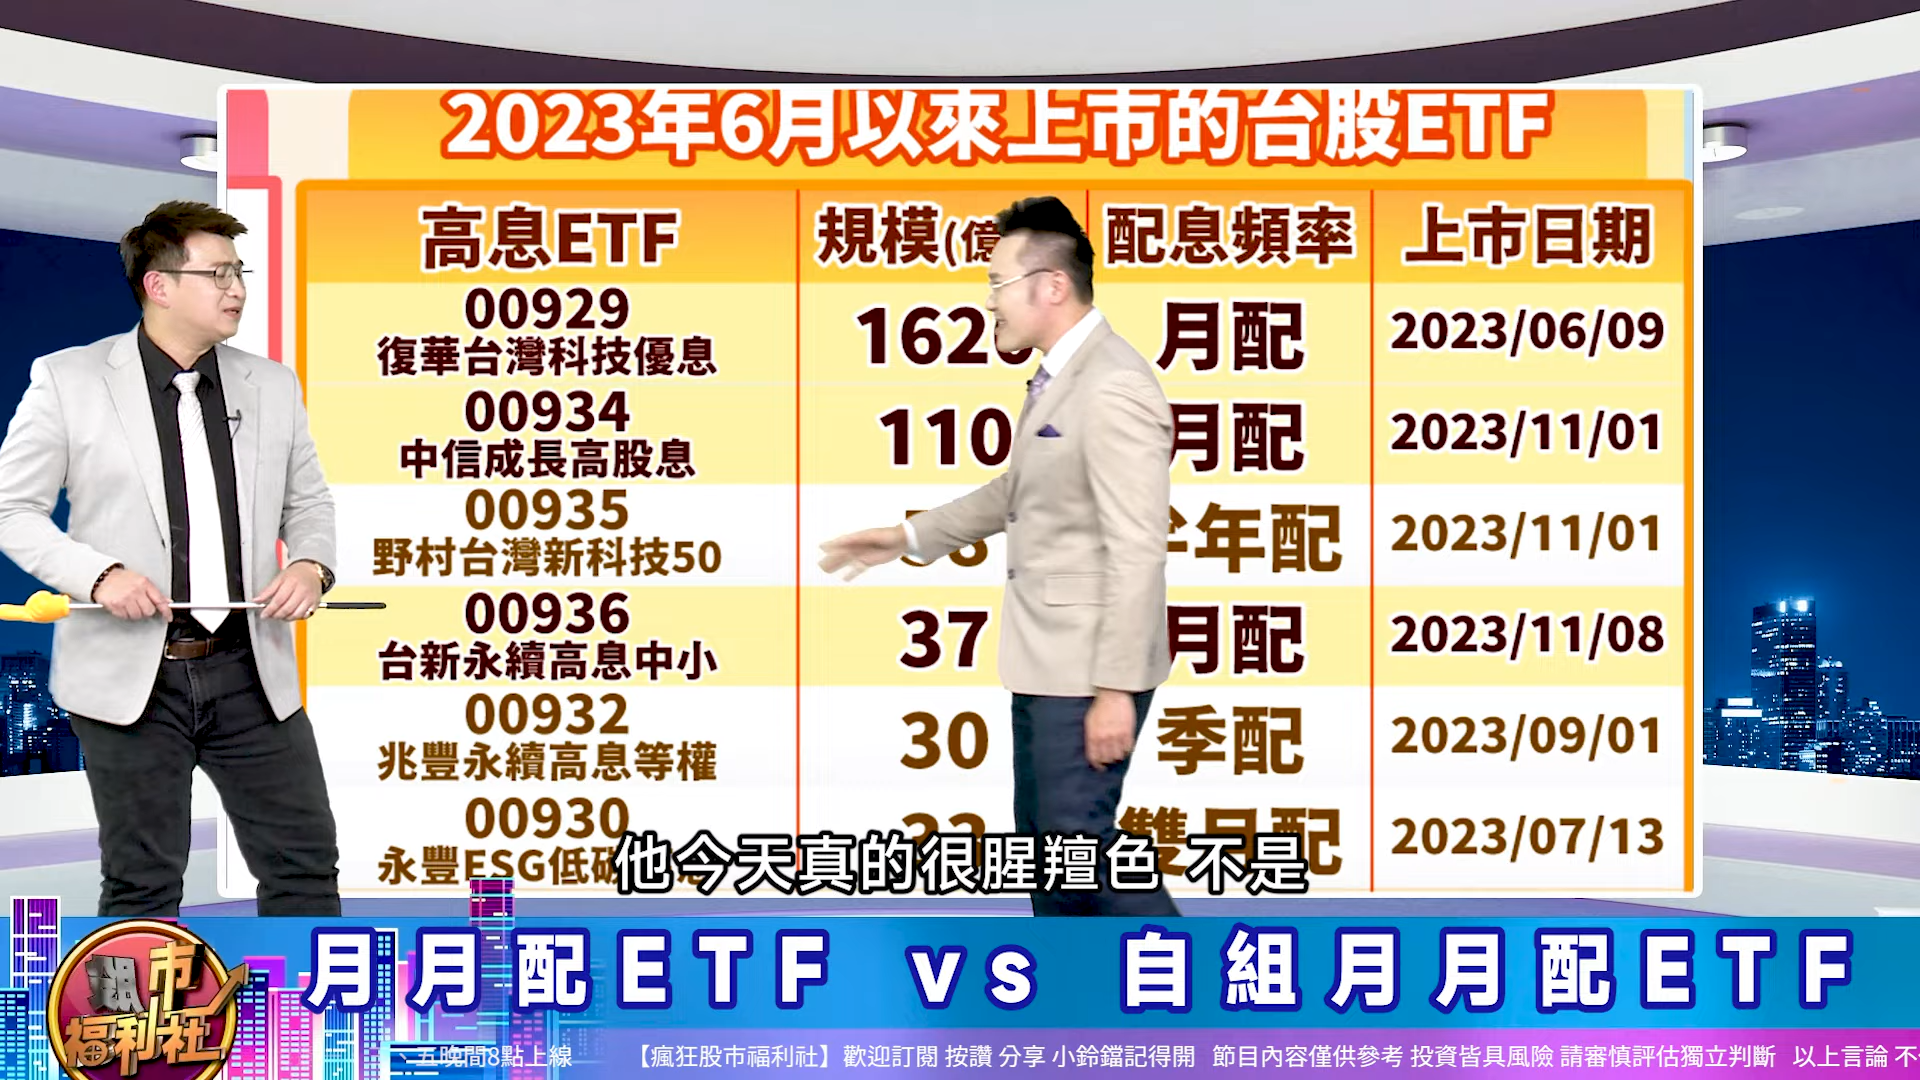 2023年6月以來上市的台股ETF
高息ETF 規模(億 配息頻率 上市日期
00929
復華台灣科技優息
162 月配 2023/06/09
00934
中信成長高股息
110 月配 2023/11/01
00935
野村台灣新科技50
半年配 2023/11/01
00936
台新永續高息中小
37 月配 2023/11/08
00932
兆豐永續高息等權
30 季配 2023/09/01
00930
永豐ESG低碳
雙月配 2023/07/13
他今天真的很腥羶色 不是
月月配ETF vs 自組月月配ETF
股市
福利社
五晚間8點上線 【瘋狂股市福利社】歡迎訂閱 按讚 分享 小鈴鐺記得開 節目內容僅供參考 投資皆具風險 請審慎評估獨立判斷 以上言論 不